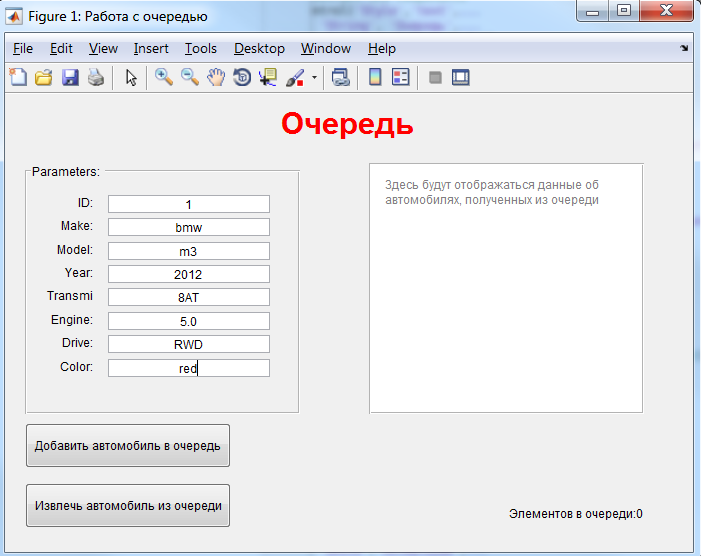 Figure 1: Работа с очередью
File Edit View Insert Tools Desktop Window Help
Очередь
Parameters:
ID: 1
Make: bmw
Model: m3
Year: 2012
Transmi 8AT
Engine: 5.0
Drive: RWD
Color: red
Здесь будут отображаться данные об
автомобилях, полученных из очереди
Добавить автомобиль в очередь
Извлечь автомобиль из очереди
Элементов в очереди:0